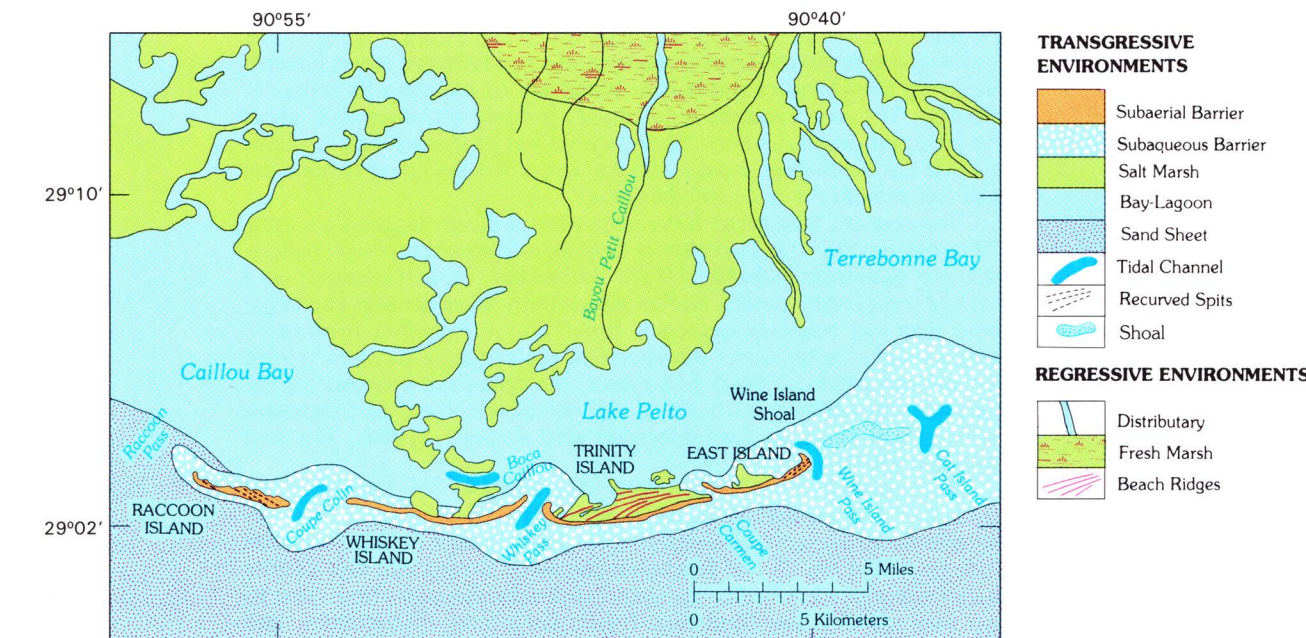 90°55′
90°40′
29°10′
29°02′
Bayou Petit Caillou
Terrebonne Bay
Caillou Bay
Lake Pelto
Raccoon
Pass
RACCOON
ISLAND
Coupe Colin
WHISKEY
ISLAND
Boca
Caillou
Whiskey
Pass
TRINITY
ISLAND
EAST ISLAND
Wine Island
Shoal
Coupe
Carmen
Wine Island
Pass
Cat Island
Pass
0
5 Miles
0
5 Kilometers
TRANSGRESSIVE
ENVIRONMENTS
Subaerial Barrier
Subaqueous Barrier
Salt Marsh
Bay-Lagoon
Sand Sheet
Tidal Channel
Recurved Spits
Shoal
REGRESSIVE ENVIRONMENTS
Distributary
Fresh Marsh
Beach Ridges